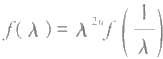 f(λ) = λ^{2n} f(1/λ)